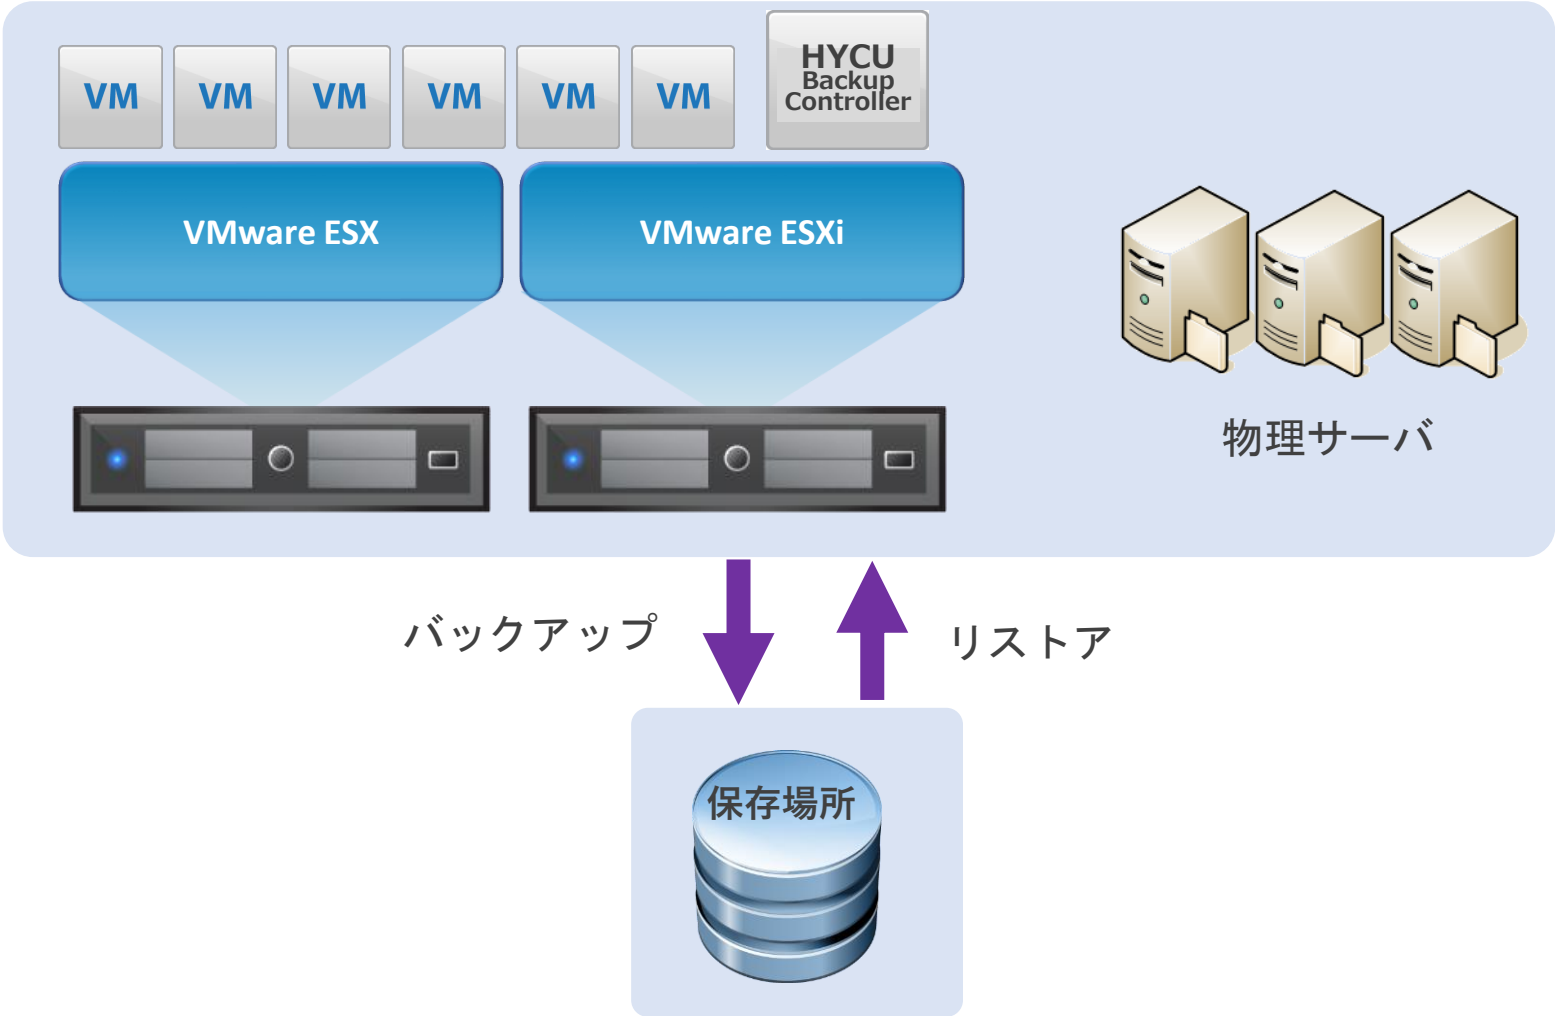 VM VM VM VM VM VM
HYCU
Backup
Controller
VMware ESX
VMware ESXi
物理サーバ
バックアップ
リストア
保存場所